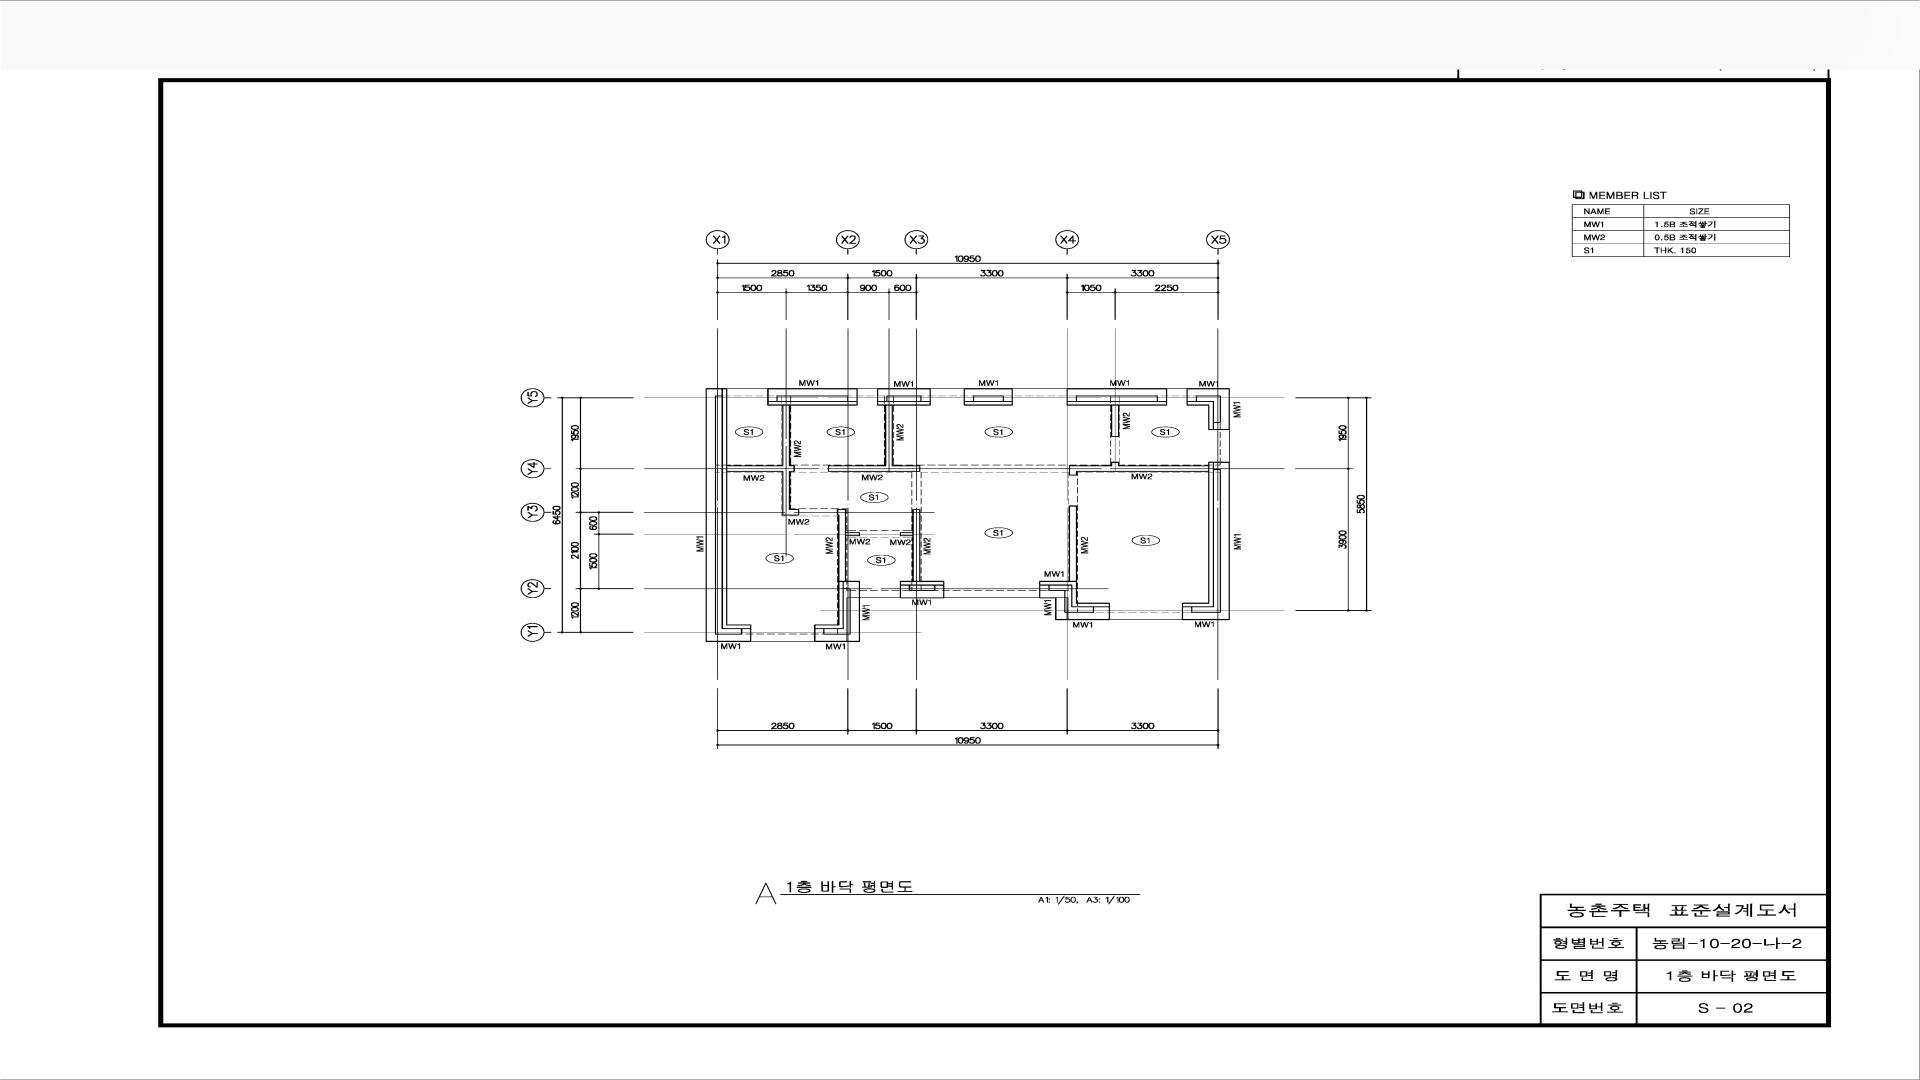 MEMBER LIST
NAME SIZE
MW1 1.5B 조적쌓기
MW2 0.5B 조적쌓기
S1 THK. 150
X1 X2 X3 X4 X5
10950
2850 1500 3300 3300
1500 1350 900 600 1050 2250
MW1 MW1 MW1 MW1 MW1
Y5
MW1
1950 1950
S1 S1 S1 S1
MW2 MW2 MW2
Y4
MW2 MW2 MW2
1200
S1
Y3
6450 5850
600
MW2
S1
MW1 2100 MW2 MW2 MW2 MW2 MW2 S1 MW1
3900
1500
S1 S1
MW1
Y2
MW1
1200 MW1 MW1
MW1 MW1
Y1
MW1 MW1
2850 1500 3300 3300
10950
A 1층 바닥 평면도
A1: 1/50, A3: 1/100
농촌주택 표준설계도서
형별번호 농림-10-20-나-2
도 면 명 1층 바닥 평면도
도면번호 S - 02